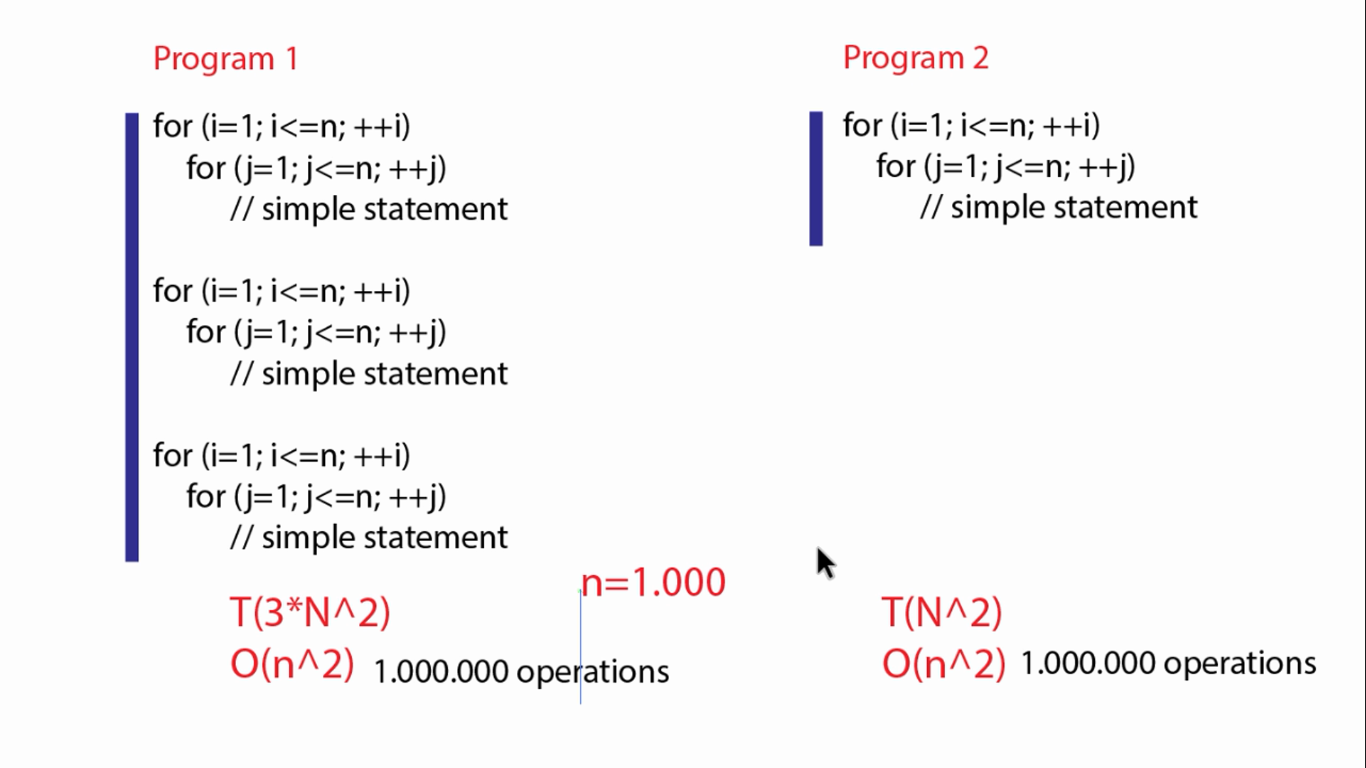 Program 1
for (i=1; i<=n; ++i)
for (j=1; j<=n; ++j)
// simple statement
for (i=1; i<=n; ++i)
for (j=1; j<=n; ++j)
// simple statement
for (i=1; i<=n; ++i)
for (j=1; j<=n; ++j)
// simple statement
T(3*N^2)
O(n^2) 1.000.000 operations
n=1.000
Program 2
for (i=1; i<=n; ++i)
for (j=1; j<=n; ++j)
// simple statement
T(N^2)
O(n^2) 1.000.000 operations